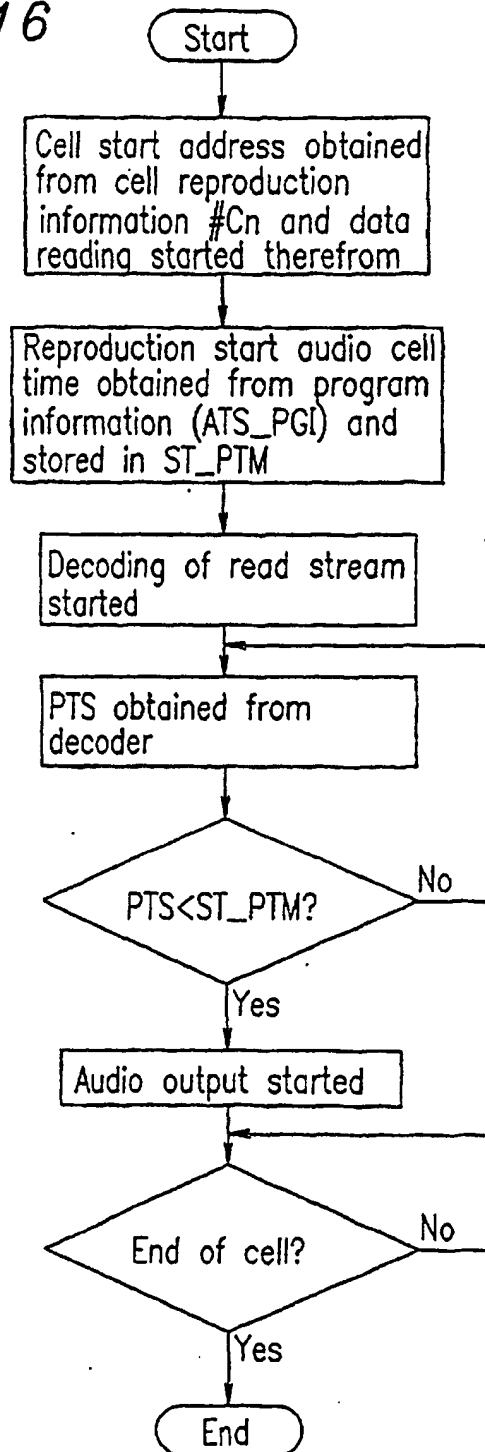 16
Start
Cell start address obtained
from cell reproduction
information #Cn and data
reading started therefrom
Reproduction start audio cell
time obtained from program
information (ATS_PGI) and
stored in ST_PTM
Decoding of read stream
started
PTS obtained from
decoder
PTS<ST_PTM?
No
Yes
Audio output started
End of cell?
No
Yes
End